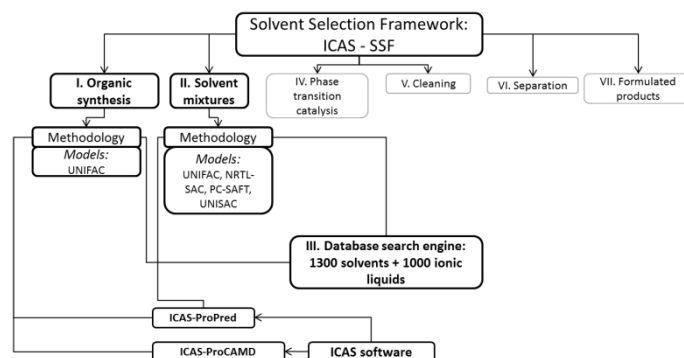 Solvent Selection Framework:
ICAS - SSF
I. Organic
synthesis
II. Solvent
mixtures
IV. Phase
transition
catalysis
V. Cleaning
VI. Separation
VII. Formulated
products
Methodology
Models:
UNIFAC
Methodology
Models:
UNIFAC, NRTL-
SAC, PC-SAFT,
UNISAC
III. Database search engine:
1300 solvents + 1000 ionic
liquids
ICAS-ProPred
ICAS-ProCAMD
ICAS software